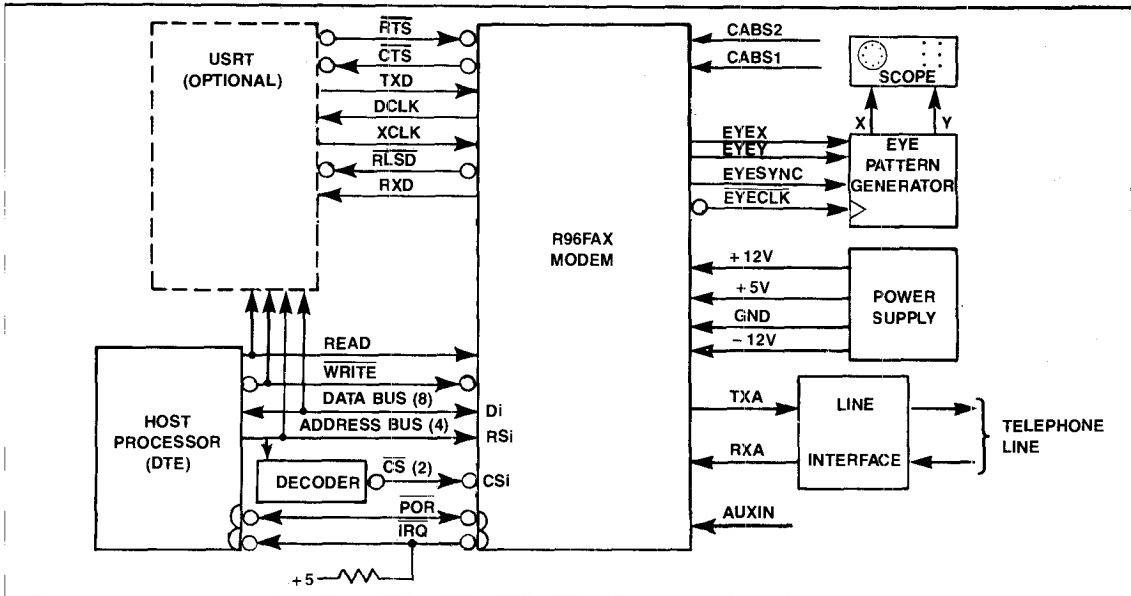 USRT
(OPTIONAL)
RTS
CTS
TXD
DCLK
XCLK
RLSD
RXD
CABS2
CABS1
SCOPE
X
Y
EYEX
EYEY
EYESYNC
EYECLK
EYE
PATTERN
GENERATOR
R96FAX
MODEM
+12V
+5V
GND
−12V
POWER
SUPPLY
HOST
PROCESSOR
(DTE)
READ
WRITE
DATA BUS (8)
Di
ADDRESS BUS (4)
RSi
DECODER
CS (2)
CSi
POR
IRQ
+5
TXA
RXA
LINE
INTERFACE
TELEPHONE
LINE
AUXIN